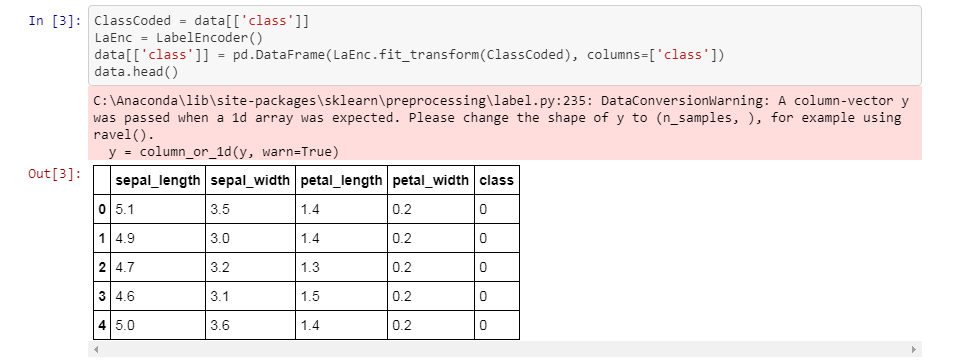 In [3]: ClassCoded = data[['class']]
LaEnc = LabelEncoder()
data[['class']] = pd.DataFrame(LaEnc.fit_transform(ClassCoded), columns=['class'])
data.head()
C:\Anaconda\lib\site-packages\sklearn\preprocessing\label.py:235: DataConversionWarning: A column-vector y
was passed when a 1d array was expected. Please change the shape of y to (n_samples, ), for example using
ravel().
y = column_or_1d(y, warn=True)
Out[3]: sepal_length sepal_width petal_length petal_width class
0 5.1 3.5 1.4 0.2 0
1 4.9 3.0 1.4 0.2 0
2 4.7 3.2 1.3 0.2 0
3 4.6 3.1 1.5 0.2 0
4 5.0 3.6 1.4 0.2 0